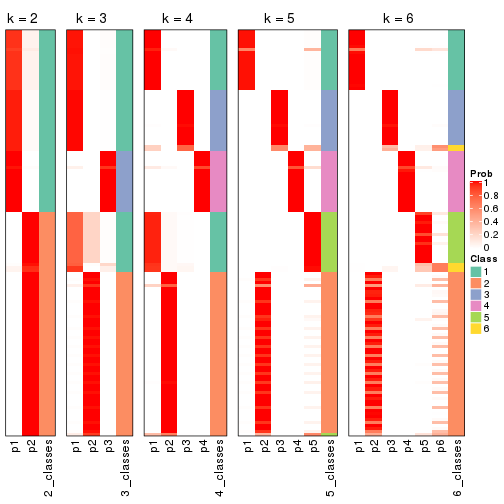 k = 2
k = 3
k = 4
k = 5
k = 6
Prob
1
0.8
0.6
0.4
0.2
0
Class
1
2
3
4
5
6
p1
p2
2_classes
p1
p2
p3
3_classes
p1
p2
p3
p4
4_classes
p1
p2
p3
p4
p5
5_classes
p1
p2
p3
p4
p5
p6
6_classes